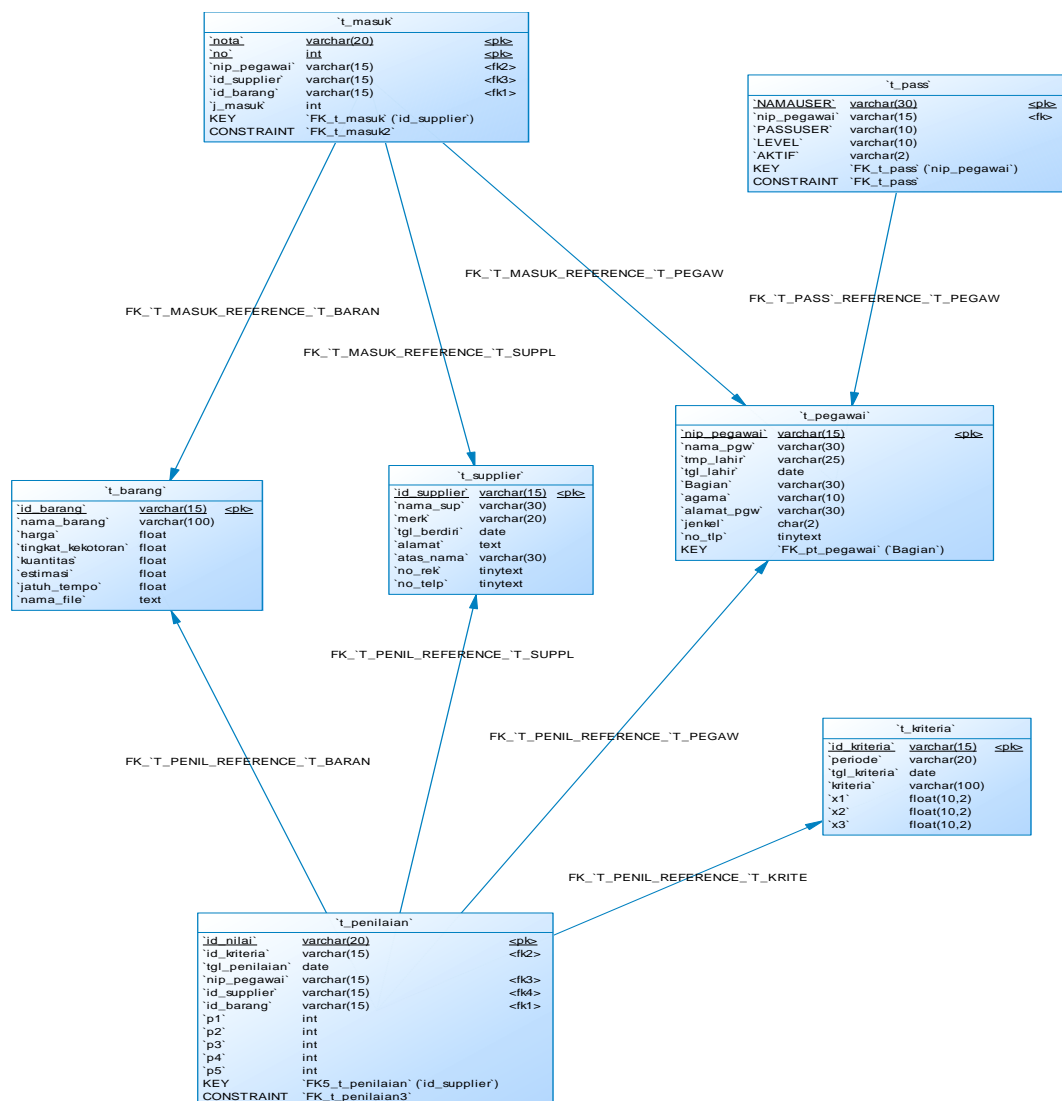 `t_masuk`
`nota` varchar(20) <pk>
`no` int <pk>
`nip_pegawai` varchar(15) <fk2>
`id_supplier` varchar(15) <fk3>
`id_barang` varchar(15) <fk1>
`j_masuk` int
KEY `FK_t_masuk` (`id_supplier`)
CONSTRAINT `FK_t_masuk2`
`t_pass`
`NAMAUSER` varchar(30) <pk>
`nip_pegawai` varchar(15) <fk>
`PASSUSER` varchar(10)
`LEVEL` varchar(10)
`AKTIF` varchar(2)
KEY `FK_t_pass` (`nip_pegawai`)
CONSTRAINT `FK_t_pass`
FK_`T_MASUK_REFERENCE_`T_PEGAW
FK_`T_PASS`_REFERENCE_`T_PEGAW
FK_`T_MASUK_REFERENCE_`T_BARAN
FK_`T_MASUK_REFERENCE_`T_SUPPL
`t_pegawai`
`nip_pegawai` varchar(15) <pk>
`nama_pgw` varchar(30)
`tmp_lahir` varchar(25)
`tgl_lahir` date
`Bagian` varchar(30)
`agama` varchar(10)
`alamat_pgw` varchar(30)
`jenkel` char(2)
`no_tlp` tinytext
KEY `FK_pt_pegawai` (`Bagian`)
`t_supplier`
`id_supplier` varchar(15) <pk>
`nama_sup` varchar(30)
`merk` varchar(20)
`tgl_berdiri` date
`alamat` text
`atas_nama` varchar(30)
`no_rek` tinytext
`no_telp` tinytext
`t_barang`
`id_barang` varchar(15) <pk>
`nama_barang` varchar(100)
`harga` float
`tingkat_kekotoran` float
`kuantitas` float
`estimasi` float
`jatuh_tempo` float
`nama_file` text
FK_`T_PENIL_REFERENCE_`T_SUPPL
FK_`T_PENIL_REFERENCE_`T_PEGAW
FK_`T_PENIL_REFERENCE_`T_BARAN
`t_kriteria`
`id_kriteria` varchar(15) <pk>
`periode` varchar(20)
`tgl_kriteria` date
`kriteria` varchar(100)
`x1` float(10,2)
`x2` float(10,2)
`x3` float(10,2)
FK_`T_PENIL_REFERENCE_`T_KRITE
`t_penilaian`
`id_nilai` varchar(20) <pk>
`id_kriteria` varchar(15) <fk2>
`tgl_penilaian` date
`nip_pegawai` varchar(15) <fk3>
`id_supplier` varchar(15) <fk4>
`id_barang` varchar(15) <fk1>
`p1` int
`p2` int
`p3` int
`p4` int
`p5` int
KEY `FK5_t_penilaian` (`id_supplier`)
CONSTRAINT `FK_t_penilaian3`